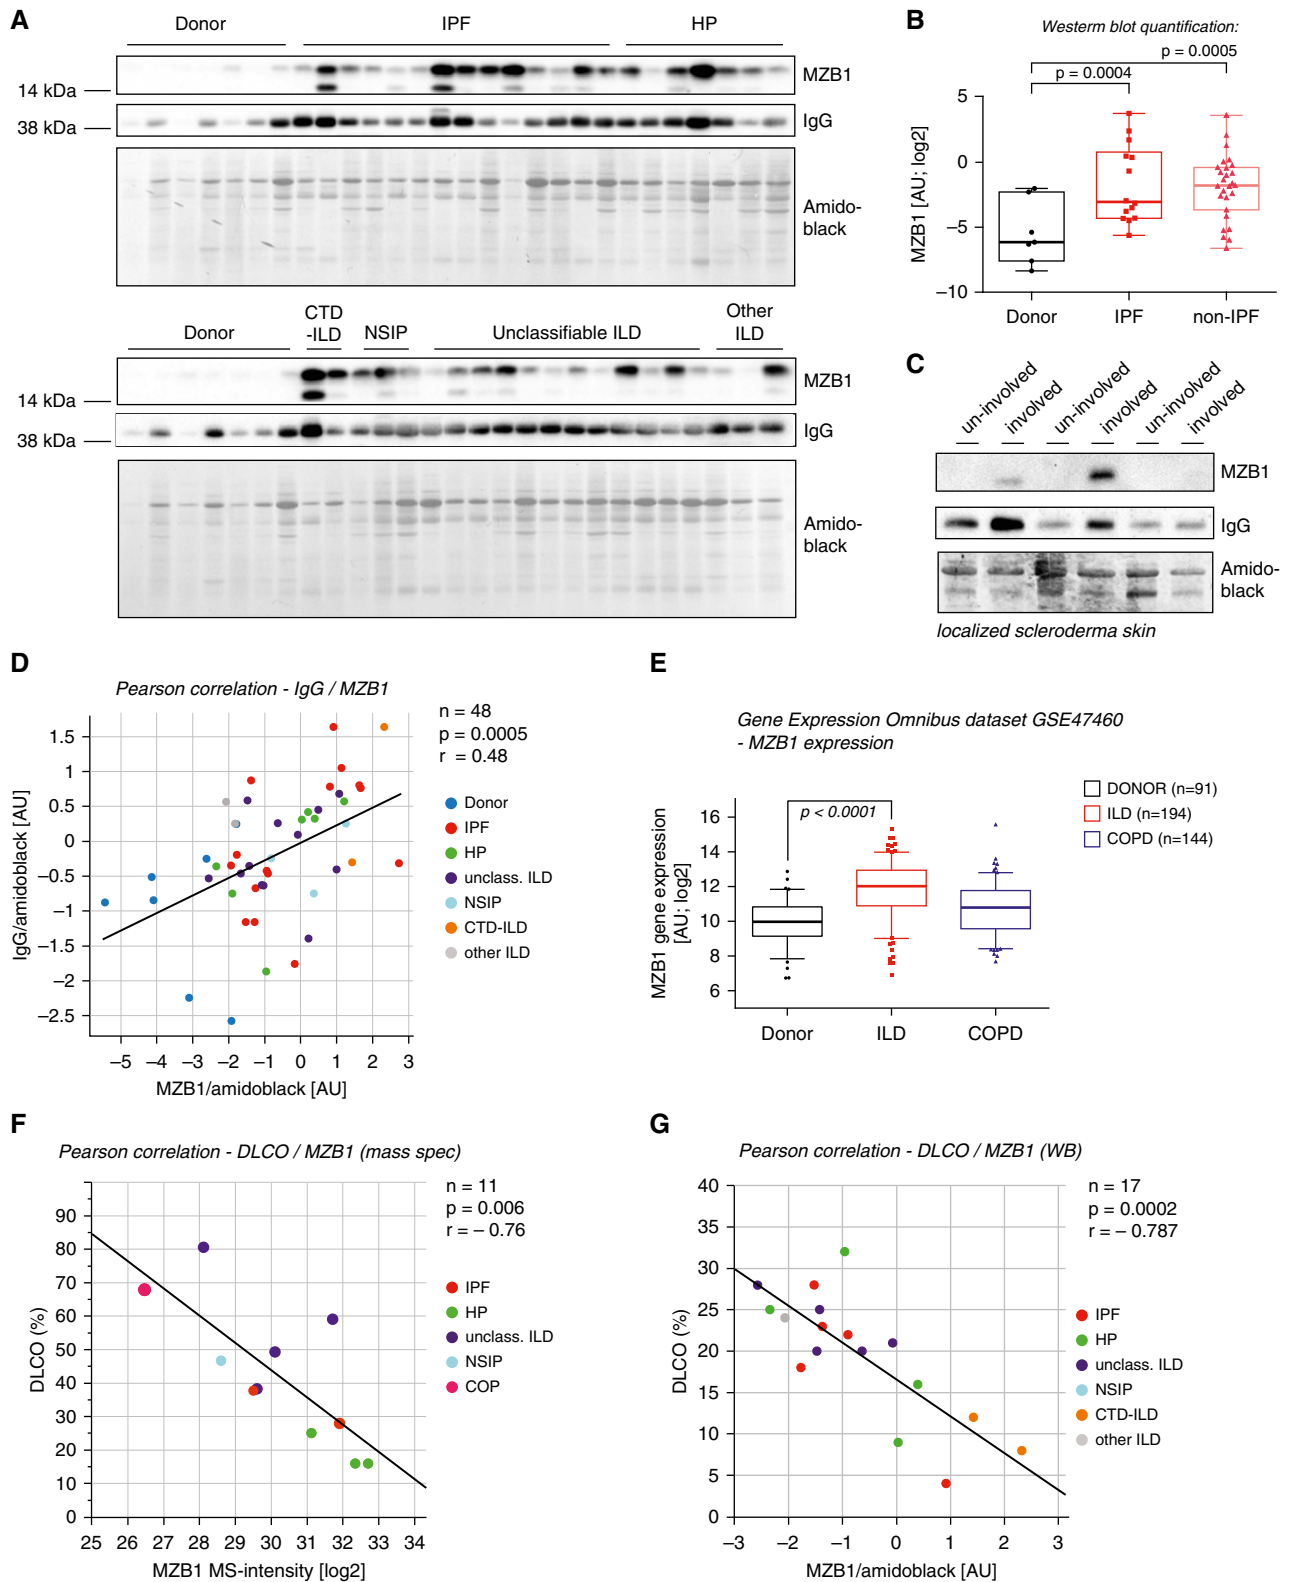 A
Donor IPF HP
MZB1
14 kDa
IgG
38 kDa
Amido-
black
Donor CTD
-ILD NSIP Unclassifiable ILD Other
ILD
MZB1
14 kDa
IgG
38 kDa
Amido-
black
B
Westerm blot quantification:
p = 0.0005
p = 0.0004
MZB1 [AU; log2]
5
0
−5
−10
Donor IPF non-IPF
C
un-involved involved un-involved involved un-involved involved
MZB1
IgG
Amido-
black
localized scleroderma skin
D
Pearson correlation - IgG / MZB1
n = 48
p = 0.0005
r = 0.48
IgG/amidoblack [AU]
1.5
1
0.5
0
−0.5
−1
−1.5
−2
−2.5
−5 −4 −3 −2 −1 0 1 2 3
MZB1/amidoblack [AU]
Donor
IPF
HP
unclass. ILD
NSIP
CTD-ILD
other ILD
E
Gene Expression Omnibus dataset GSE47460
- MZB1 expression
p < 0.0001
MZB1 gene expression
[AU; log2]
16
14
12
10
8
6
Donor ILD COPD
DONOR (n=91)
ILD (n=194)
COPD (n=144)
F
Pearson correlation - DLCO / MZB1 (mass spec)
n = 11
p = 0.006
r = − 0.76
DLCO (%)
90
80
70
60
50
40
30
20
10
0
25 26 27 28 29 30 31 32 33 34
MZB1 MS-intensity [log2]
IPF
HP
unclass. ILD
NSIP
COP
G
Pearson correlation - DLCO / MZB1 (WB)
n = 17
p = 0.0002
r = − 0.787
DLCO (%)
40
35
30
25
20
15
10
5
0
−3 −2 −1 0 1 2 3
MZB1/amidoblack [AU]
IPF
HP
unclass. ILD
NSIP
CTD-ILD
other ILD